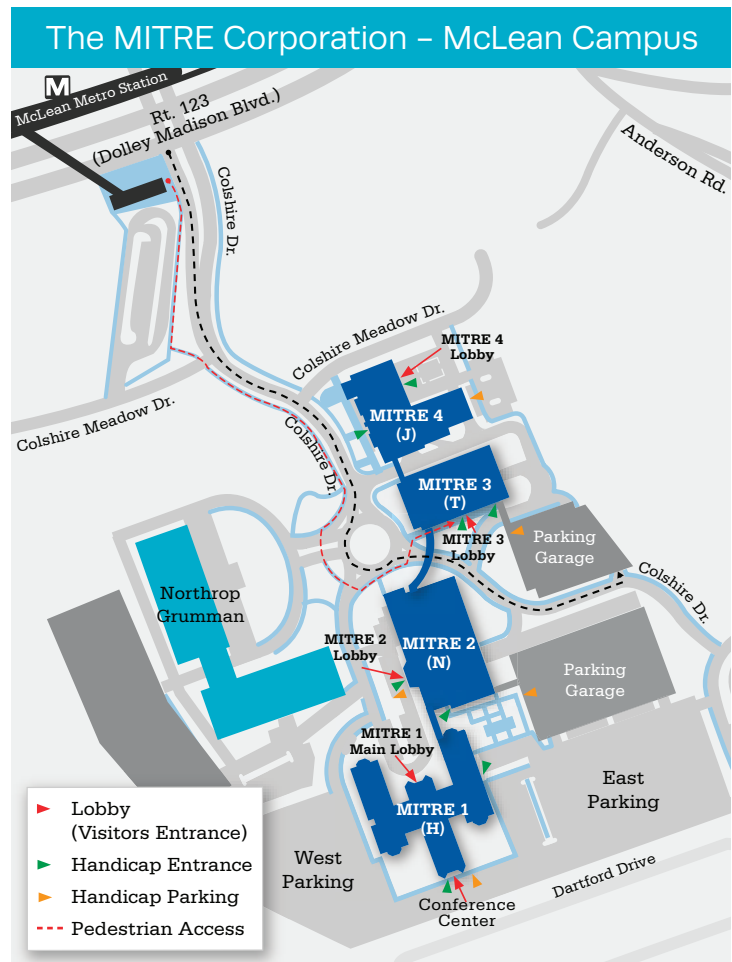 The MITRE Corporation – McLean Campus
M
McLean Metro Station
Rt. 123
(Dolley Madison Blvd.)
Anderson Rd.
Colshire Dr.
Colshire Meadow Dr.
MITRE 4
Lobby
Colshire Meadow Dr.
Colshire Dr.
MITRE 4
(J)
MITRE 3
(T)
MITRE 3
Lobby
Parking
Garage
Colshire Dr.
Northrop
Grumman
MITRE 2
Lobby
MITRE 2
(N)
Parking
Garage
MITRE 1
Main Lobby
MITRE 1
(H)
East
Parking
West
Parking
Dartford Drive
Conference
Center
Lobby
(Visitors Entrance)
Handicap Entrance
Handicap Parking
Pedestrian Access